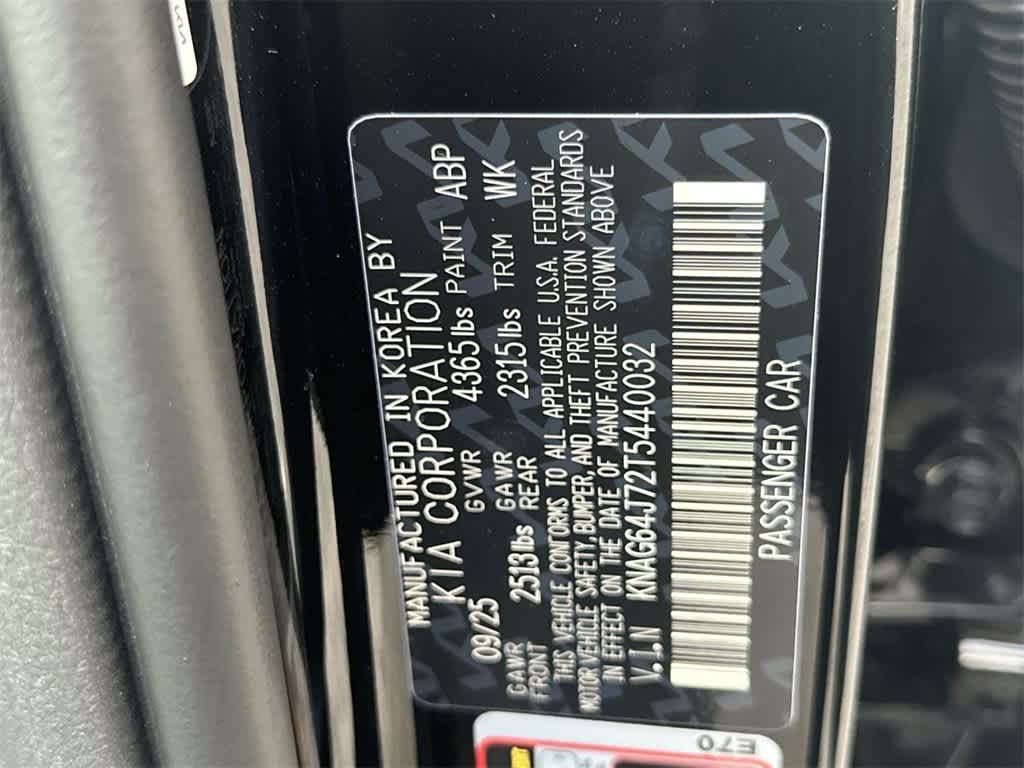 MANUFACTURED IN KOREA BY
KIA CORPORATION
09/25 GVWR 4365lbs PAINT ABP
GAWR FRONT 2513lbs GAWR REAR 2315lbs TRIM WK
THIS VEHICLE CONFORMS TO ALL APPLICABLE U.S.A. FEDERAL
MOTOR VEHICLE SAFETY, BUMPER, AND THEFT PREVENTION STANDARDS
IN EFFECT ON THE DATE OF MANUFACTURE SHOWN ABOVE
V.I.N KNAG64J72T5440032
PASSENGER CAR
E70